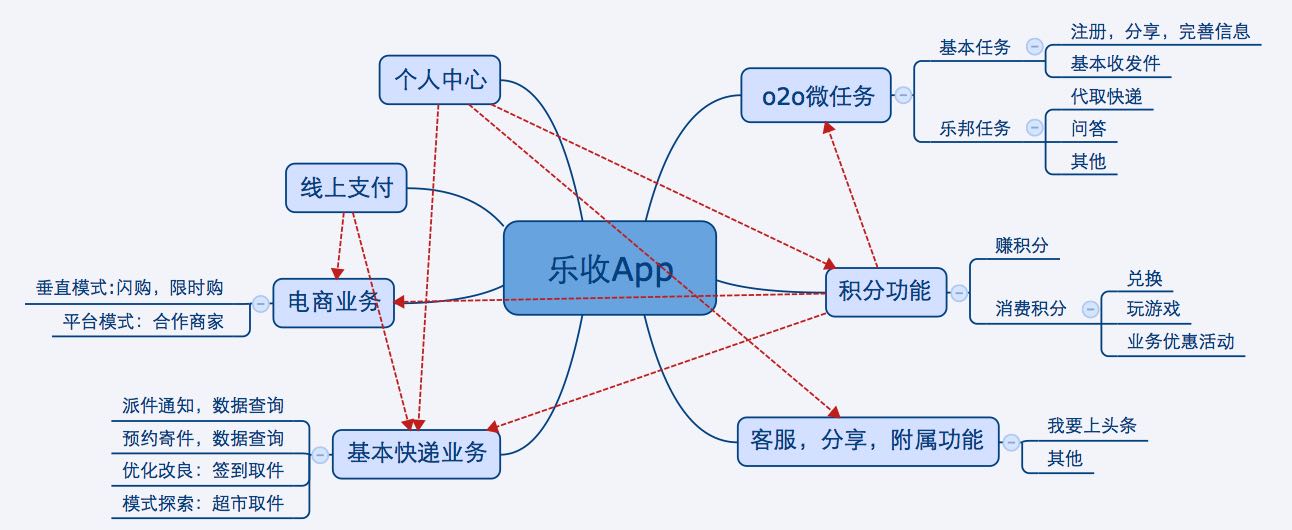 乐收App
个人中心
线上支付
电商业务
垂直模式:闪购，限时购
平台模式：合作商家
基本快递业务
派件通知，数据查询
预约寄件，数据查询
优化改良：签到取件
模式探索：超市取件
o2o微任务
基本任务
注册，分享，完善信息
基本收发件
乐邦任务
代取快递
问答
其他
积分功能
赚积分
消费积分
兑换
玩游戏
业务优惠活动
客服，分享，附属功能
我要上头条
其他